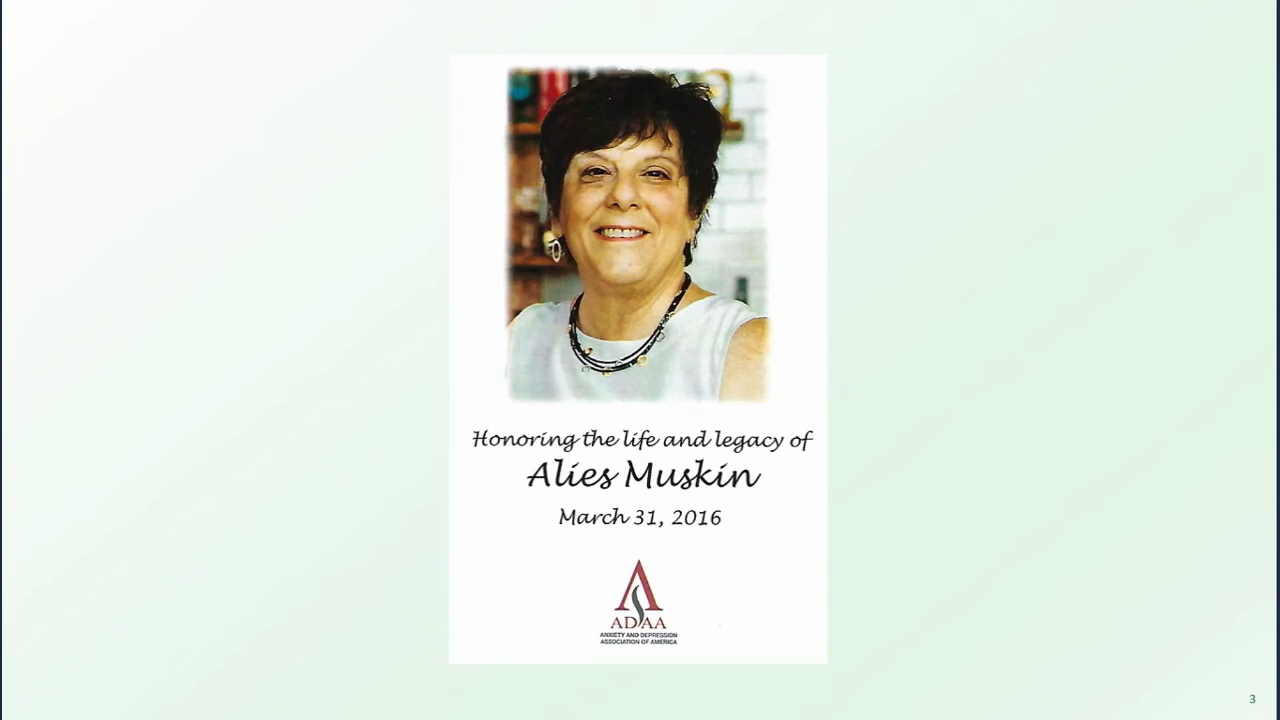 Honoring the life and legacy of
Alies Muskin
March 31, 2016
ADAA
ANXIETY AND DEPRESSION
ASSOCIATION OF AMERICA
3